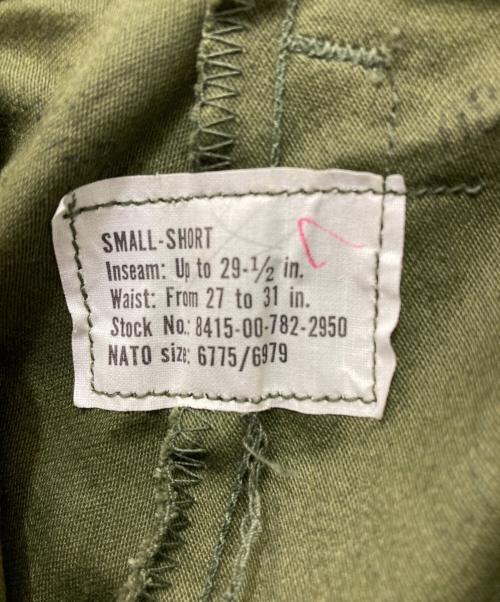 SMALL-SHORT
Inseam: Up to 29-1/2 in.
Waist: From 27 to 31 in.
Stock No.: 8415-00-782-2950
NATO size: 6775/6979